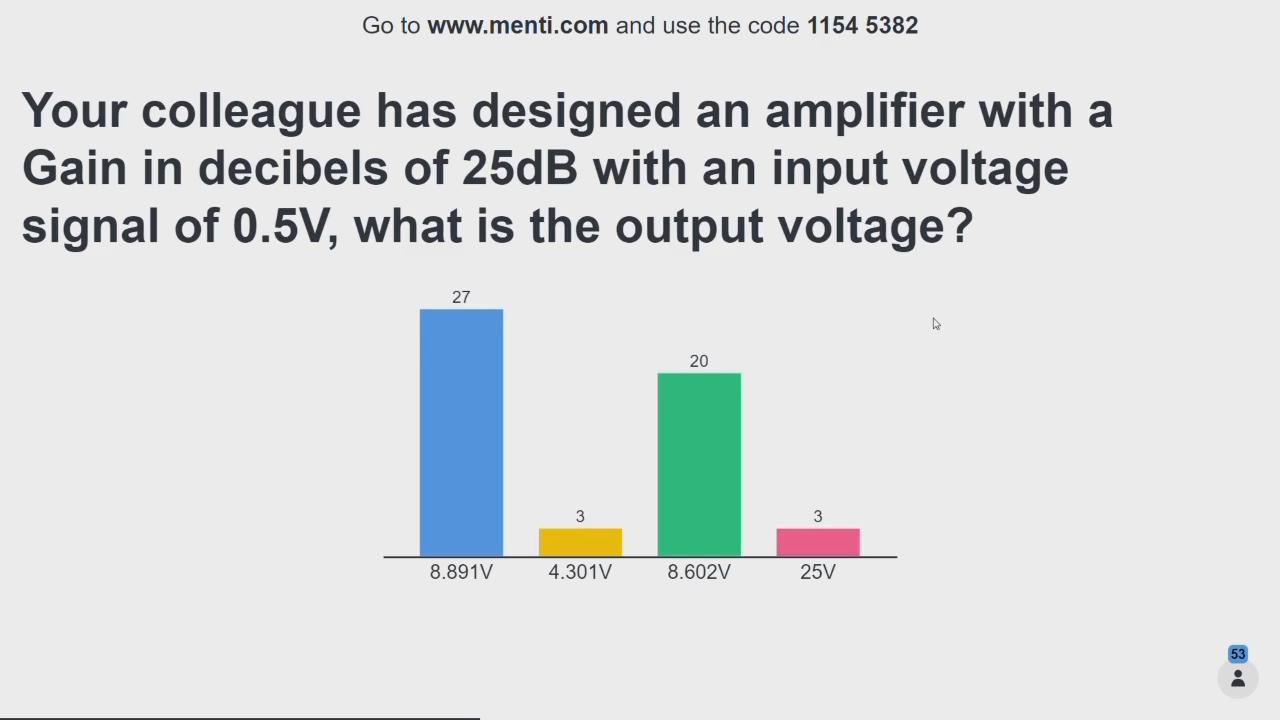 Go to www.menti.com and use the code 1154 5382
Your colleague has designed an amplifier with a
Gain in decibels of 25dB with an input voltage
signal of 0.5V, what is the output voltage?
27
20
3
3
8.891V 4.301V 8.602V 25V
53